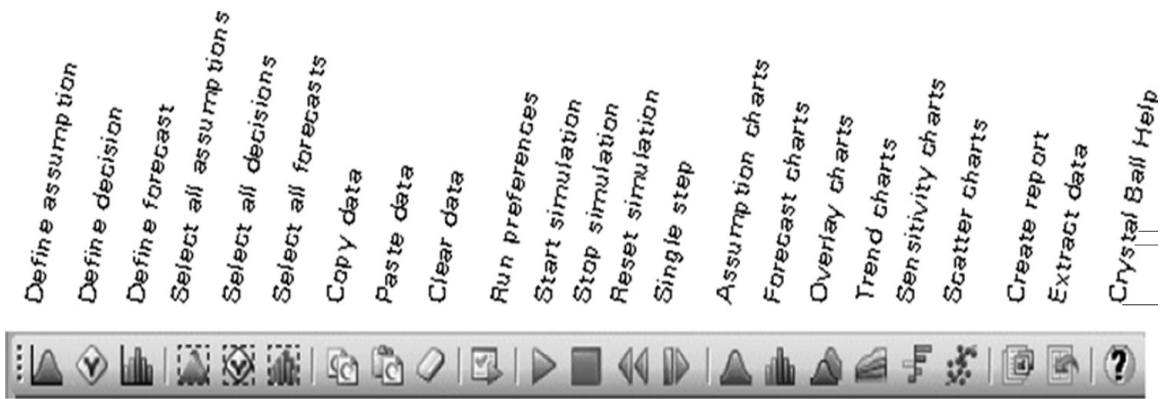 Define assumption
Define decision
Define forecast
Select all assumptions
Select all decisions
Select all forecasts
Copy data
Paste data
Clear data
Run preferences
Start simulation
Stop simulation
Reset simulation
Single step
Assumption charts
Forecast charts
Overlay charts
Trend charts
Sensitivity charts
Scatter charts
Create report
Extract data
Crystal Ball Help